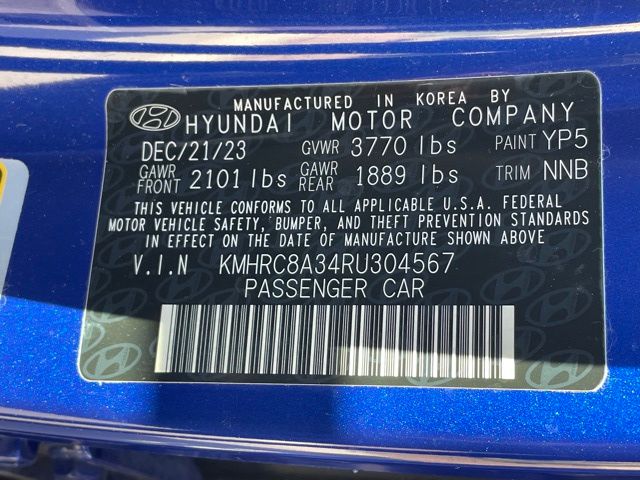 MANUFACTURED IN KOREA BY
HYUNDAI MOTOR COMPANY
DEC/21/23 GVWR 3770 lbs PAINT YP5
GAWR FRONT 2101 lbs GAWR REAR 1889 lbs TRIM NNB
THIS VEHICLE CONFORMS TO ALL APPLICABLE U.S.A. FEDERAL
MOTOR VEHICLE SAFETY, BUMPER, AND THEFT PREVENTION STANDARDS
IN EFFECT ON THE DATE OF MANUFACTURE SHOWN ABOVE
V.I.N KMHRC8A34RU304567
PASSENGER CAR